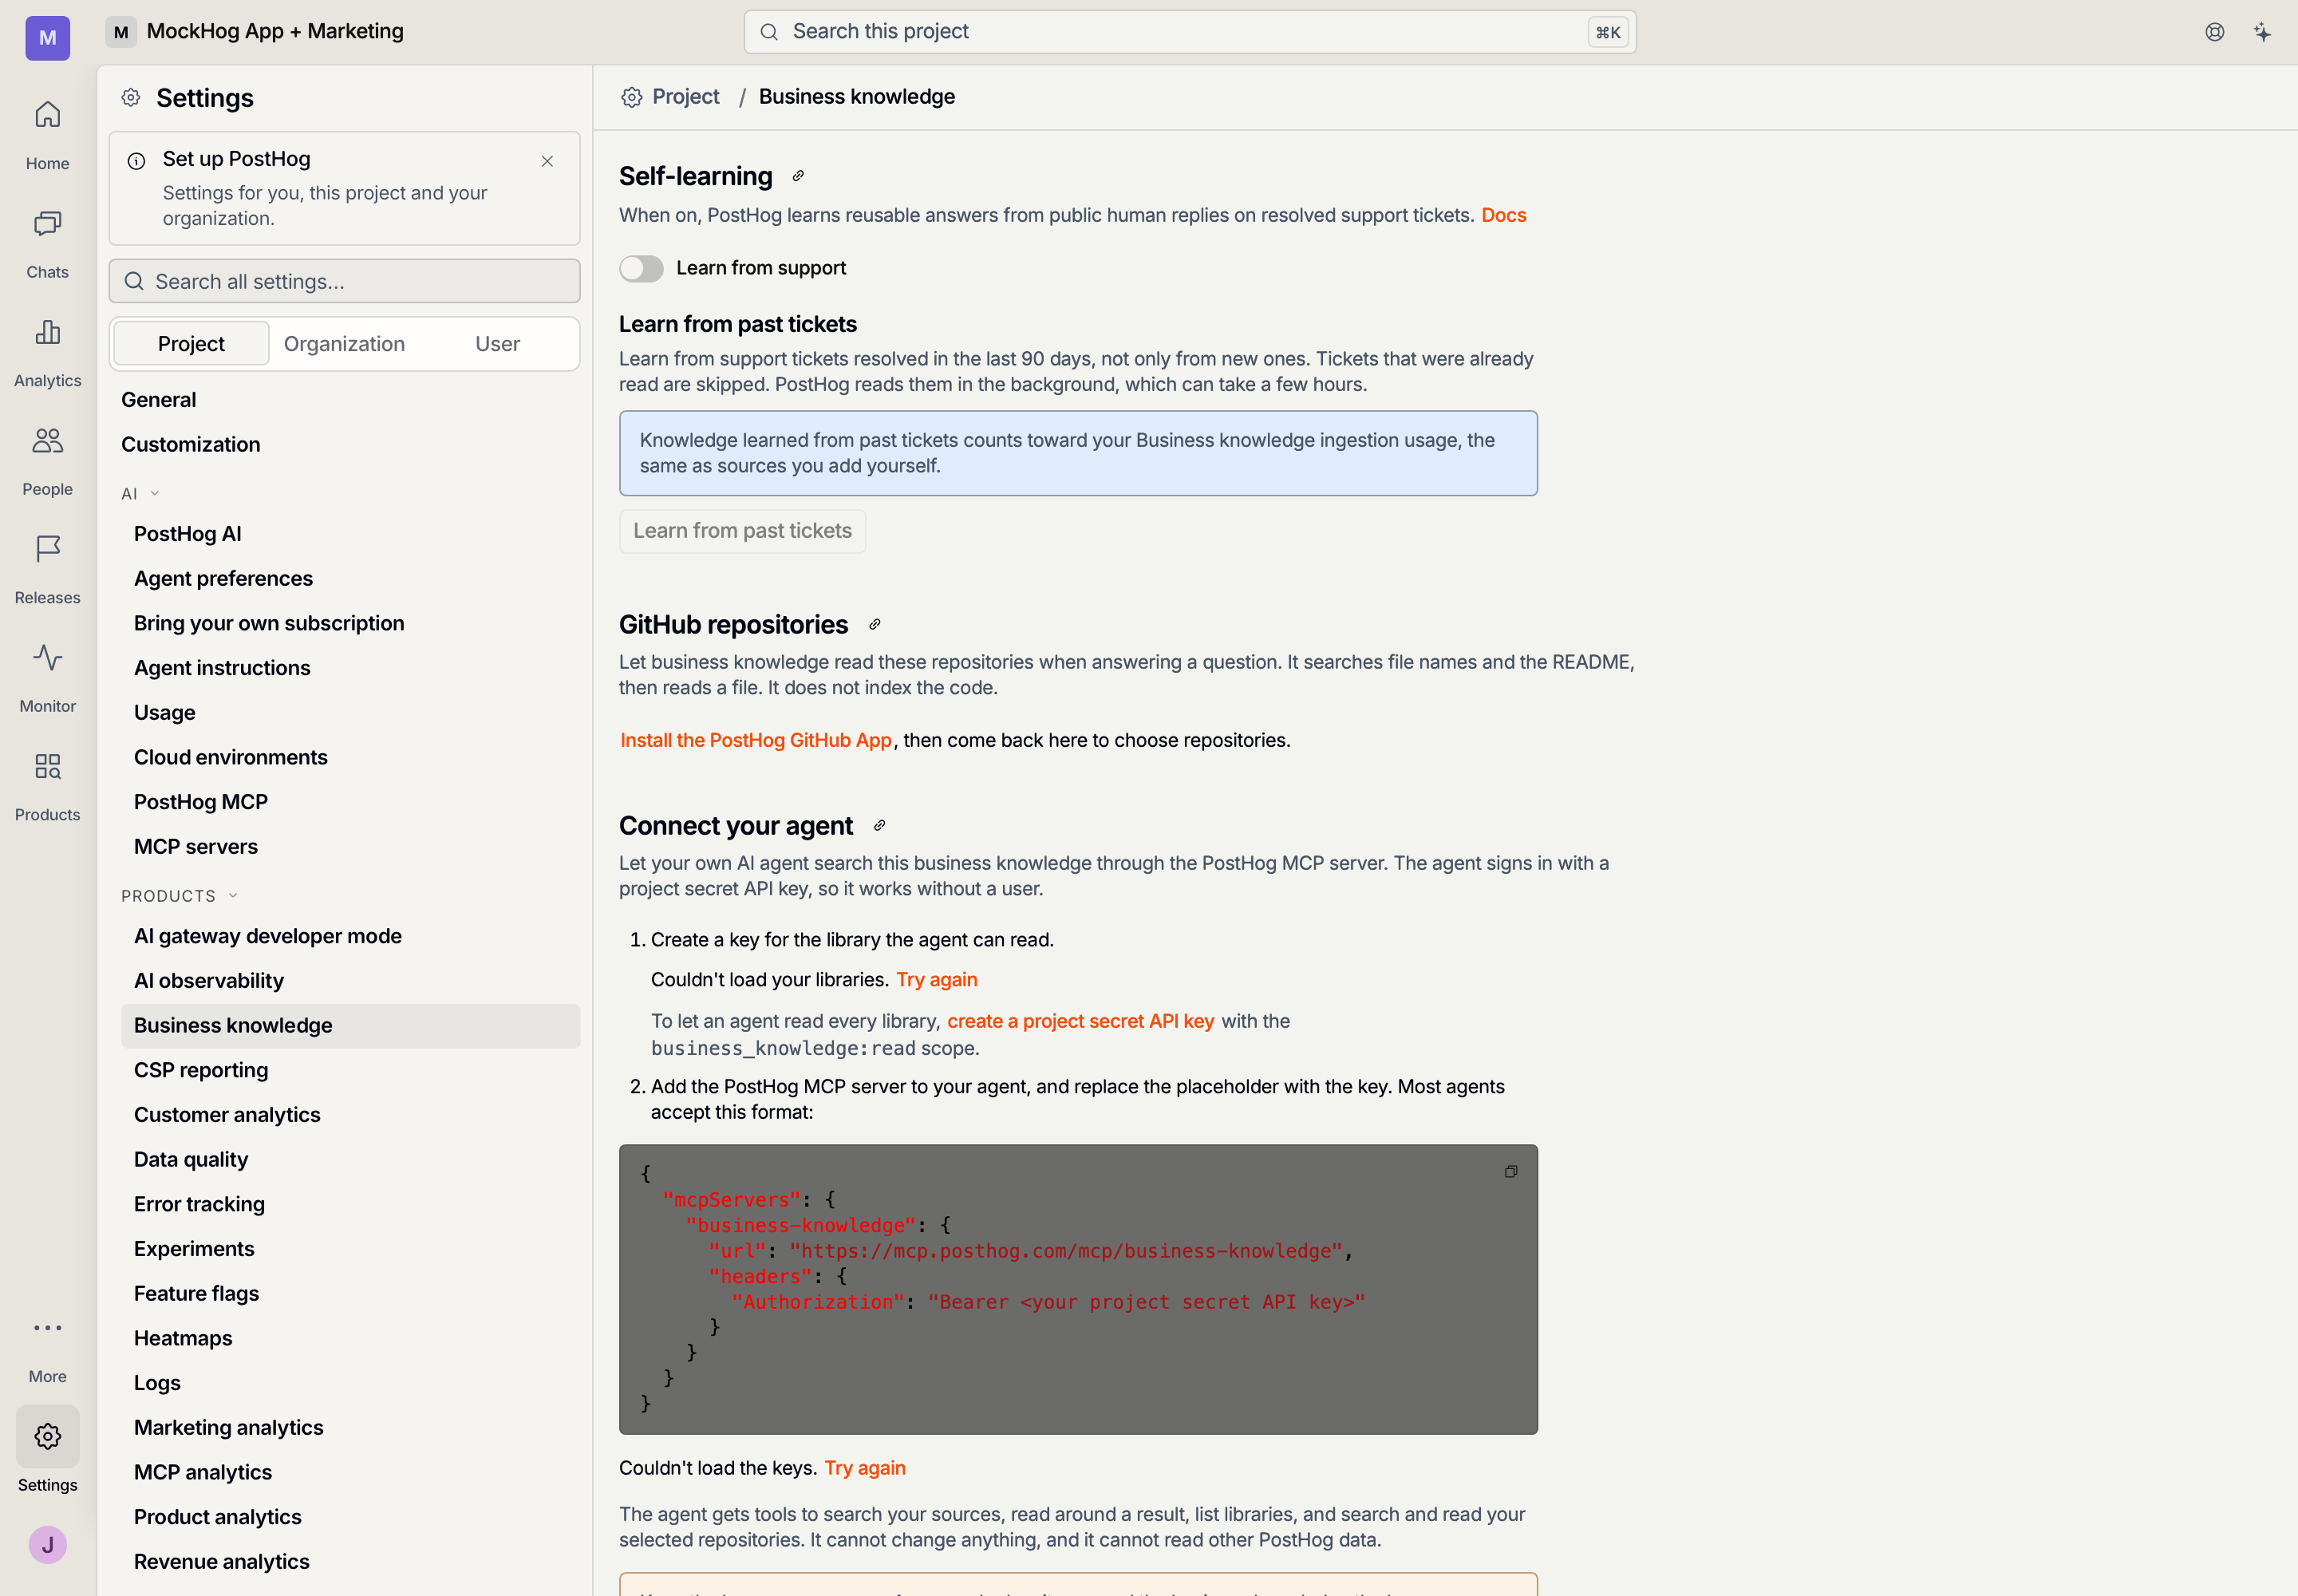 M
M
MockHog App + Marketing
Search this project
⌘K
Home
Chats
Analytics
People
Releases
Monitor
Products
More
Settings
J
Settings
Set up PostHog
Settings for you, this project and your
organization.
Search all settings...
Project
Organization
User
General
Customization
AI
PostHog AI
Agent preferences
Bring your own subscription
Agent instructions
Usage
Cloud environments
PostHog MCP
MCP servers
PRODUCTS
AI gateway developer mode
AI observability
Business knowledge
CSP reporting
Customer analytics
Data quality
Error tracking
Experiments
Feature flags
Heatmaps
Logs
Marketing analytics
MCP analytics
Product analytics
Revenue analytics
Project / Business knowledge
Self-learning
When on, PostHog learns reusable answers from public human replies on resolved support tickets. Docs
Learn from support
Learn from past tickets
Learn from support tickets resolved in the last 90 days, not only from new ones. Tickets that were already
read are skipped. PostHog reads them in the background, which can take a few hours.
Knowledge learned from past tickets counts toward your Business knowledge ingestion usage, the
same as sources you add yourself.
Learn from past tickets
GitHub repositories
Let business knowledge read these repositories when answering a question. It searches file names and the README,
then reads a file. It does not index the code.
Install the PostHog GitHub App, then come back here to choose repositories.
Connect your agent
Let your own AI agent search this business knowledge through the PostHog MCP server. The agent signs in with a
project secret API key, so it works without a user.
1. Create a key for the library the agent can read.
Couldn't load your libraries. Try again
To let an agent read every library, create a project secret API key with the
business_knowledge:read scope.
2. Add the PostHog MCP server to your agent, and replace the placeholder with the key. Most agents
accept this format:
{
"mcpServers": {
"business-knowledge": {
"url": "https://mcp.posthog.com/mcp/business-knowledge",
"headers": {
"Authorization": "Bearer <your project secret API key>"
}
}
}
}
Couldn't load the keys. Try again
The agent gets tools to search your sources, read around a result, list libraries, and search and read your
selected repositories. It cannot change anything, and it cannot read other PostHog data.